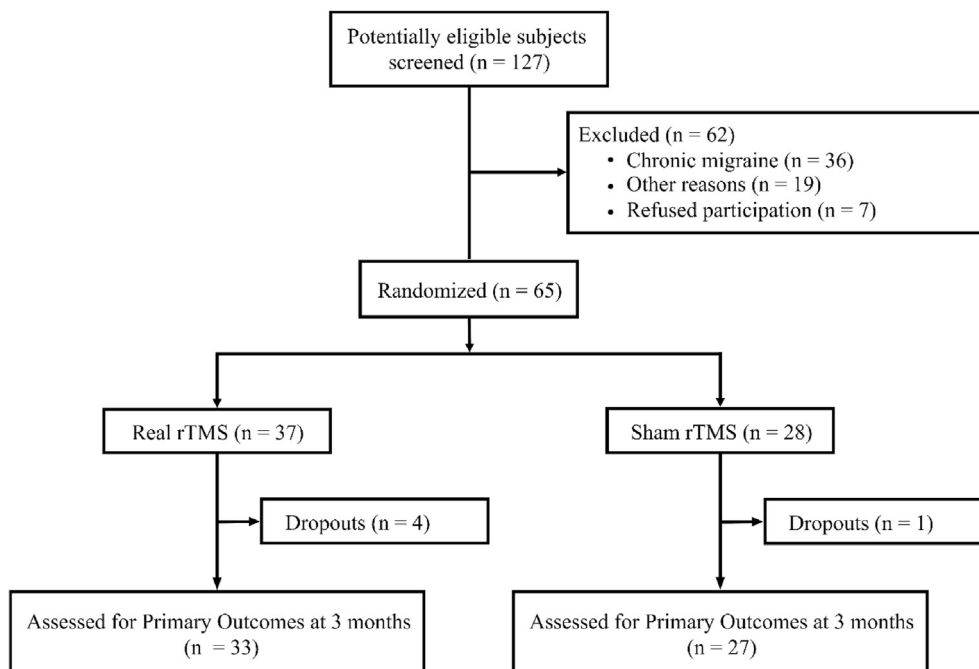 Potentially eligible subjects
screened (n = 127)
Excluded (n = 62)
• Chronic migraine (n = 36)
• Other reasons (n = 19)
• Refused participation (n = 7)
Randomized (n = 65)
Real rTMS (n = 37)
Sham rTMS (n = 28)
Dropouts (n = 4)
Dropouts (n = 1)
Assessed for Primary Outcomes at 3 months
(n = 33)
Assessed for Primary Outcomes at 3 months
(n = 27)